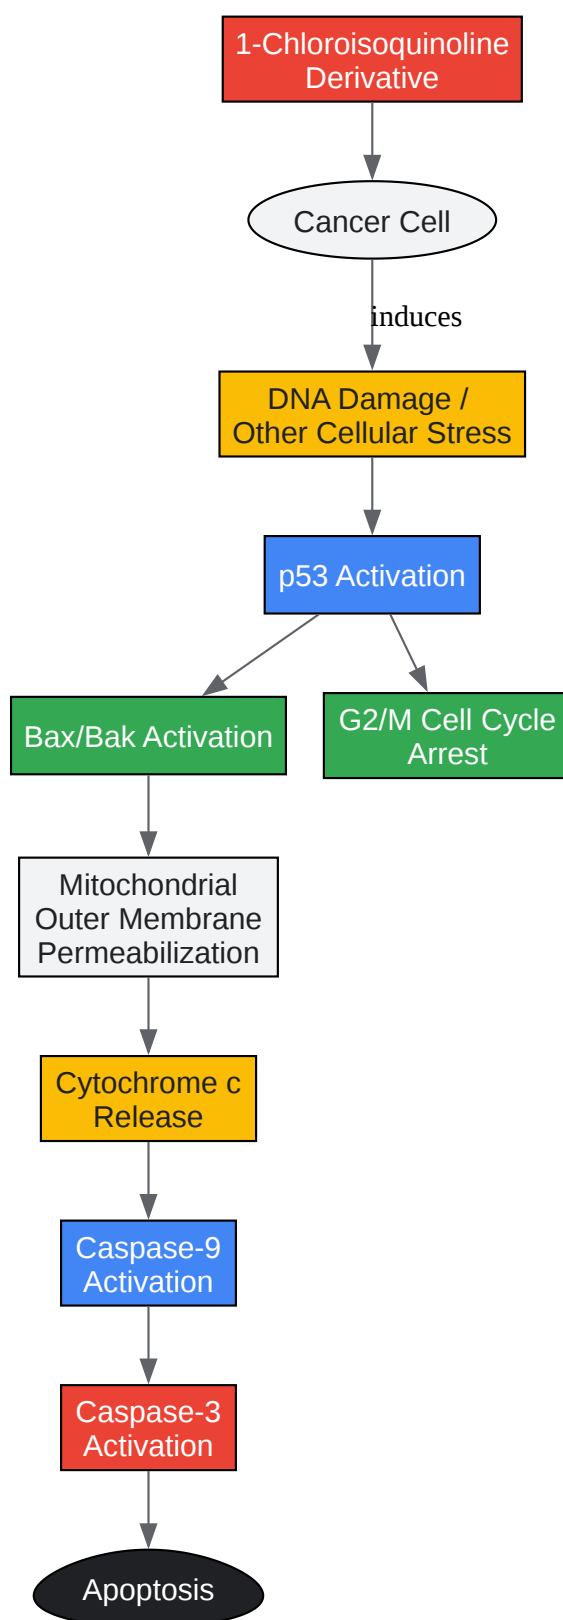 1-Chloroisoquinoline
Derivative
Cancer Cell
induces
DNA Damage /
Other Cellular Stress
p53 Activation
Bax/Bak Activation
G2/M Cell Cycle
Arrest
Mitochondrial
Outer Membrane
Permeabilization
Cytochrome c
Release
Caspase-9
Activation
Caspase-3
Activation
Apoptosis